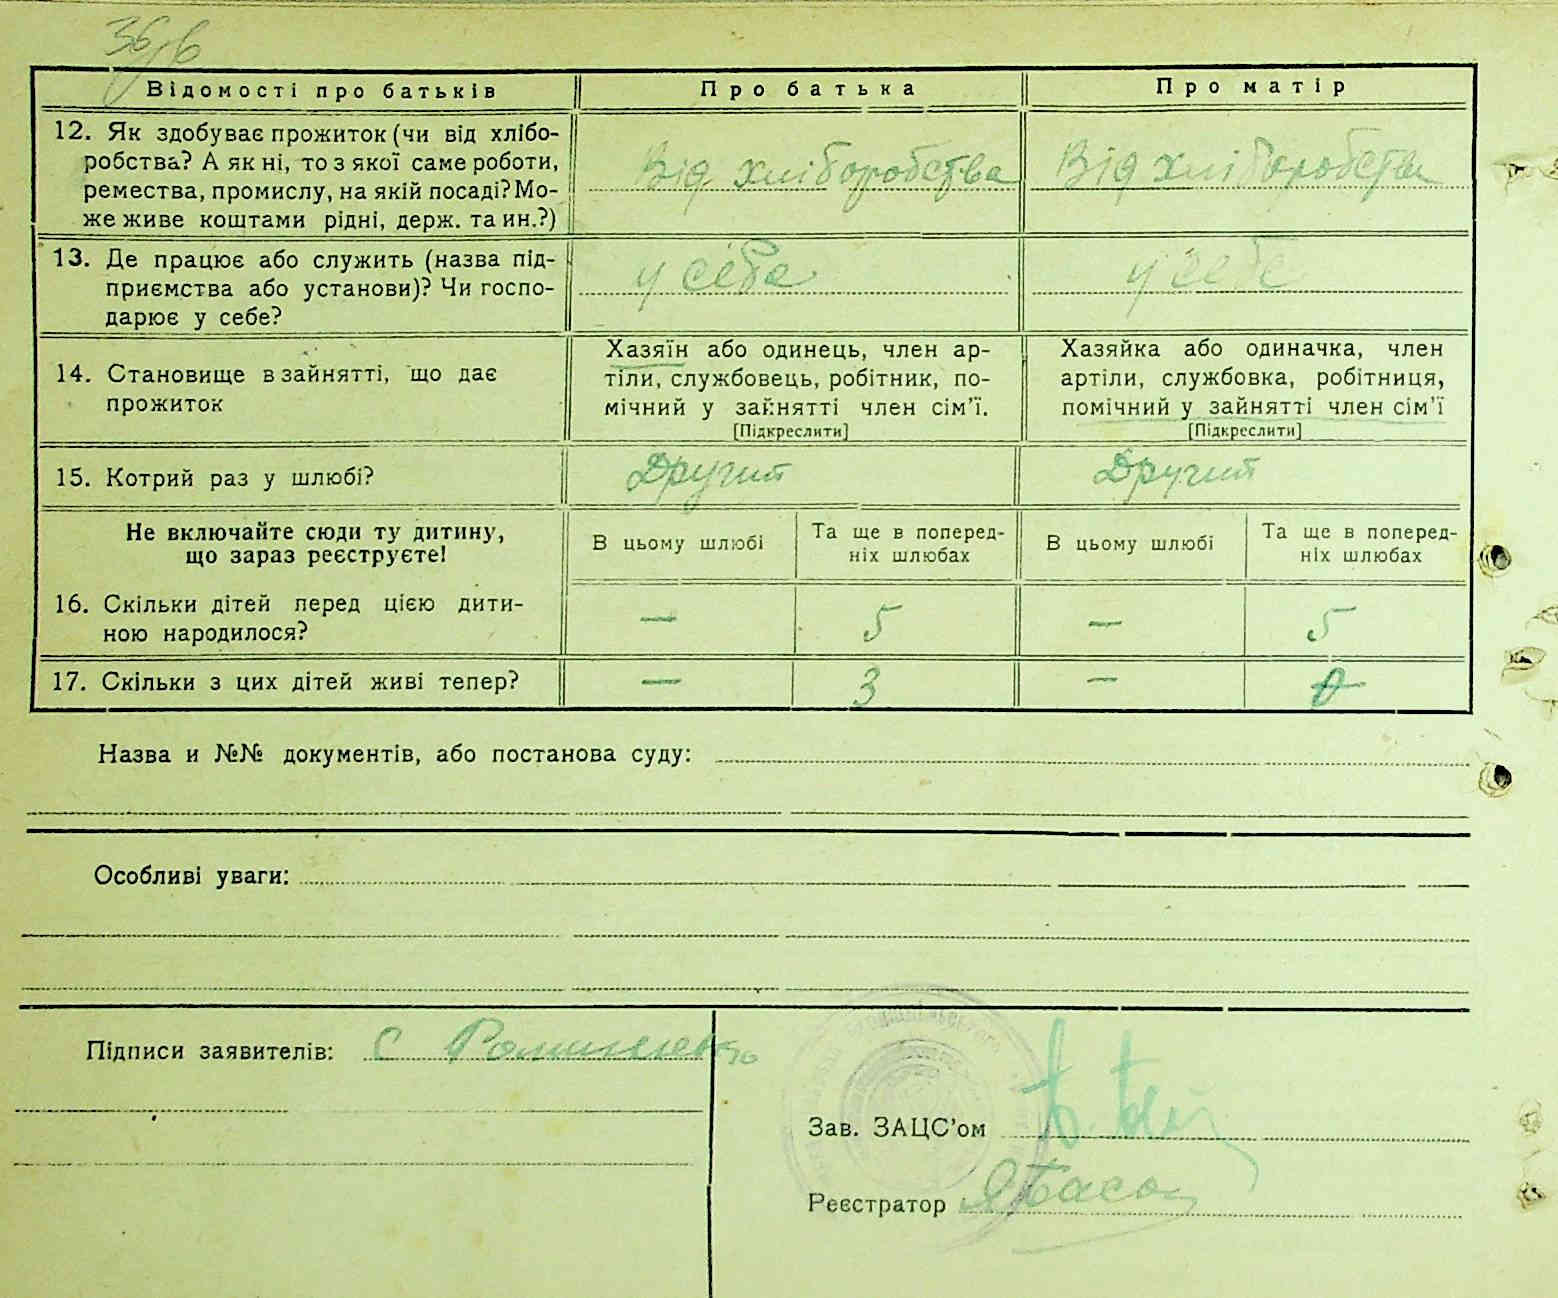 36/в
Відомості про батьків
Про батька
Про матір
12. Як здобуває прожиток (чи від хлібо-
робства? А як ні, то з якої саме роботи,
ремества, промислу, на якій посаді? Мо-
же живе коштами рідні, держ. та ин.?)
Від хліборобства
Від хліборобства
13. Де працює або служить (назва під-
приємства або установи)? Чи госпо-
дарює у себе?
у себе
у себе
14. Становище в зайнятті, що дає
прожиток
Хазяїн або одинець, член ар-
тіли, службовець, робітник, по-
мічний у зайнятті член сім’ї.
[Підкреслити]
Хазяйка або одиначка, член
артіли, службовка, робітниця,
помічний у зайнятті член сім’ї
[Підкреслити]
15. Котрий раз у шлюбі?
Другий
Другий
Не включайте сюди ту дитину,
що зараз реєструєте!
В цьому шлюбі
Та ще в поперед-
ніх шлюбах
В цьому шлюбі
Та ще в поперед-
ніх шлюбах
16. Скільки дітей перед цією дити-
ною народилося?
— 5 — 5
17. Скільки з цих дітей живі тепер?
— 3 — 0
Назва и №№ документів, або постанова суду:
Особливі уваги:
Підписи заявителів: С
Зав. ЗАЦС’ом
Реєстратор